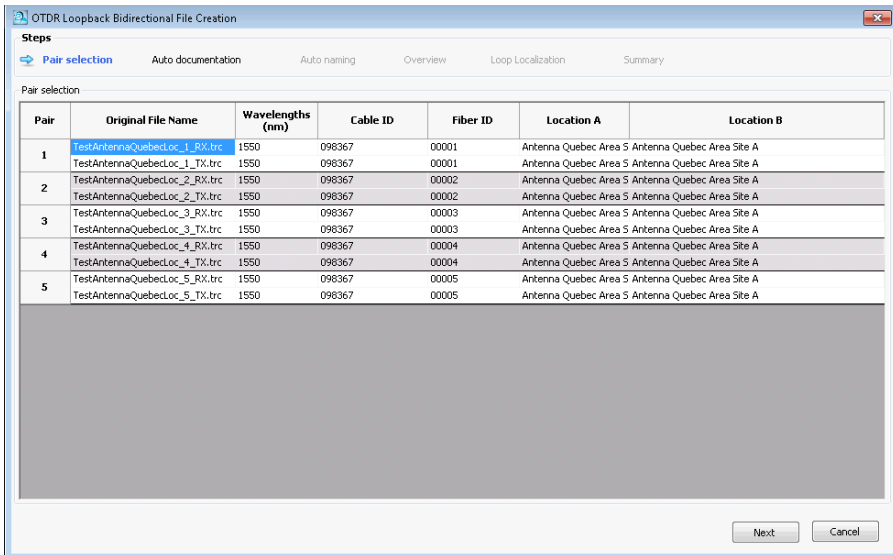 OTDR Loopback Bidirectional File Creation
Steps
Pair selection Auto documentation Auto naming Overview Loop Localization Summary
Pair selection
Pair Original File Name Wavelengths (nm) Cable ID Fiber ID Location A Location B
1 TestAntennaQuebecLoc_1_RX.trc 1550 098367 00001 Antenna Quebec Area S Antenna Quebec Area Site A
TestAntennaQuebecLoc_1_TX.trc 1550 098367 00001 Antenna Quebec Area S Antenna Quebec Area Site A
2 TestAntennaQuebecLoc_2_RX.trc 1550 098367 00002 Antenna Quebec Area S Antenna Quebec Area Site A
TestAntennaQuebecLoc_2_TX.trc 1550 098367 00002 Antenna Quebec Area S Antenna Quebec Area Site A
3 TestAntennaQuebecLoc_3_RX.trc 1550 098367 00003 Antenna Quebec Area S Antenna Quebec Area Site A
TestAntennaQuebecLoc_3_TX.trc 1550 098367 00003 Antenna Quebec Area S Antenna Quebec Area Site A
4 TestAntennaQuebecLoc_4_RX.trc 1550 098367 00004 Antenna Quebec Area S Antenna Quebec Area Site A
TestAntennaQuebecLoc_4_TX.trc 1550 098367 00004 Antenna Quebec Area S Antenna Quebec Area Site A
5 TestAntennaQuebecLoc_5_RX.trc 1550 098367 00005 Antenna Quebec Area S Antenna Quebec Area Site A
TestAntennaQuebecLoc_5_TX.trc 1550 098367 00005 Antenna Quebec Area S Antenna Quebec Area Site A
Next Cancel